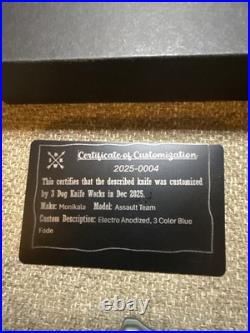 Certificate of Customization
2025-0004
This certifies that the described knife was customized
by 3 Dog Knife Works in Dec 2025.
Make: Monikala Model: Assault Team
Custom Description: Electro Anodized, 3 Color Blue
Fade